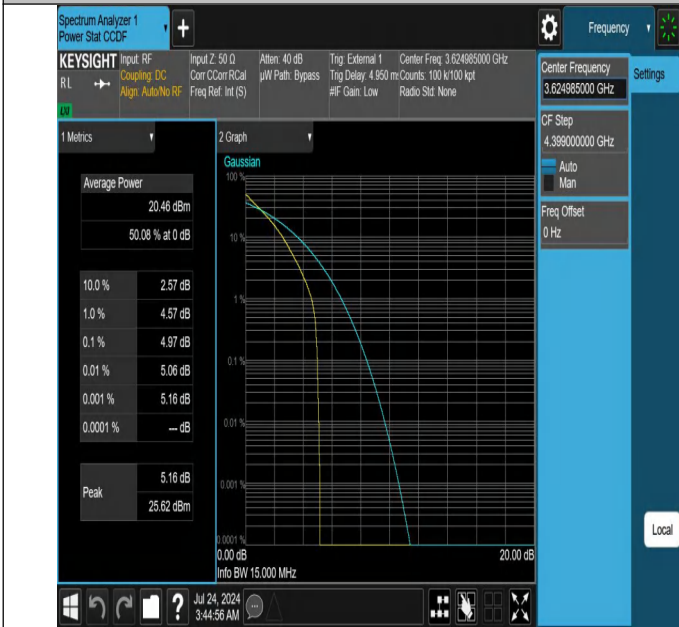 Spectrum Analyzer 1
Power Stat CCDF
+
Frequency
KEYSIGHT
RL
LXI
Input: RF
Coupling: DC
Align: Auto/No RF
Input Z: 50 Ω
Corr CCorr RCal
Freq Ref: Int (S)
Atten: 40 dB
µW Path: Bypass
Trig: External 1
Trig Delay: 4.950 m
#IF Gain: Low
Center Freq: 3.624985000 GHz
Counts: 100 k/100 kpt
Radio Std: None
Center Frequency
3.624985000 GHz
Settings
CF Step
4.399000000 GHz
Auto
Man
Freq Offset
0 Hz
1 Metrics
Average Power
20.46 dBm
50.08 % at 0 dB
10.0 % 2.57 dB
1.0 % 4.57 dB
0.1 % 4.97 dB
0.01 % 5.06 dB
0.001 % 5.16 dB
0.0001 % --- dB
Peak
5.16 dB
25.62 dBm
2 Graph
Gaussian
100 %
10 %
1 %
0.1 %
0.01 %
0.001 %
0.0001 %
0.00 dB 20.00 dB
Info BW 15.000 MHz
Local
?
Jul 24, 2024
3:44:56 AM